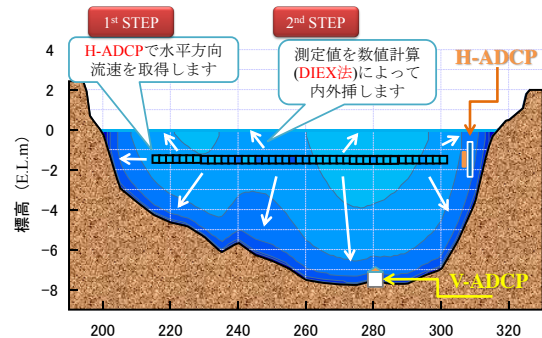 1st STEP
2nd STEP
H-ADCPで水平方向
流速を取得します
測定値を数値計算
(DIEX法)によって
内外挿します
H-ADCP
標高（E.L.m）
4
2
0
−2
−4
−6
−8
V-ADCP
200
220
240
260
280
300
320